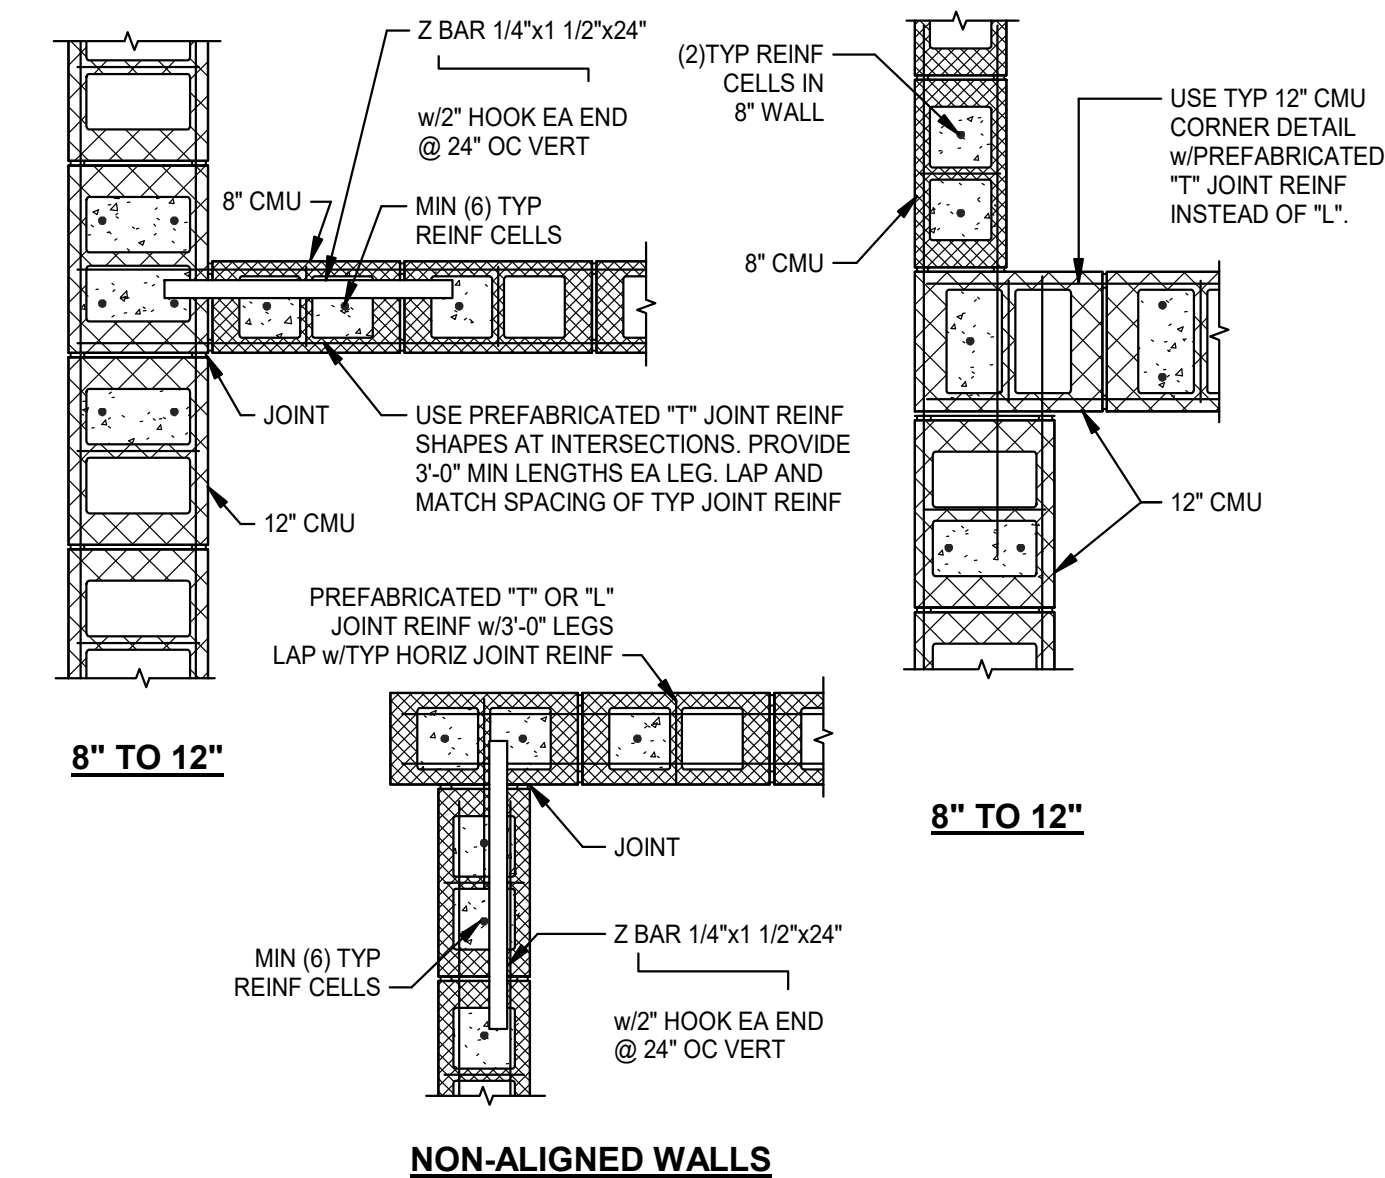 Z BAR 1/4"x1 1/2"x24"
w/2" HOOK EA END
@ 24" OC VERT
8" CMU
MIN (6) TYP
REINF CELLS
JOINT
USE PREFABRICATED "T" JOINT REINF
SHAPES AT INTERSECTIONS. PROVIDE
3'-0" MIN LENGTHS EA LEG. LAP AND
MATCH SPACING OF TYP JOINT REINF
12" CMU
8" TO 12"
(2)TYP REINF
CELLS IN
8" WALL
USE TYP 12" CMU
CORNER DETAIL
w/PREFABRICATED
"T" JOINT REINF
INSTEAD OF "L".
8" CMU
12" CMU
8" TO 12"
PREFABRICATED "T" OR "L"
JOINT REINF w/3'-0" LEGS
LAP w/TYP HORIZ JOINT REINF
JOINT
MIN (6) TYP
REINF CELLS
Z BAR 1/4"x1 1/2"x24"
w/2" HOOK EA END
@ 24" OC VERT
NON-ALIGNED WALLS